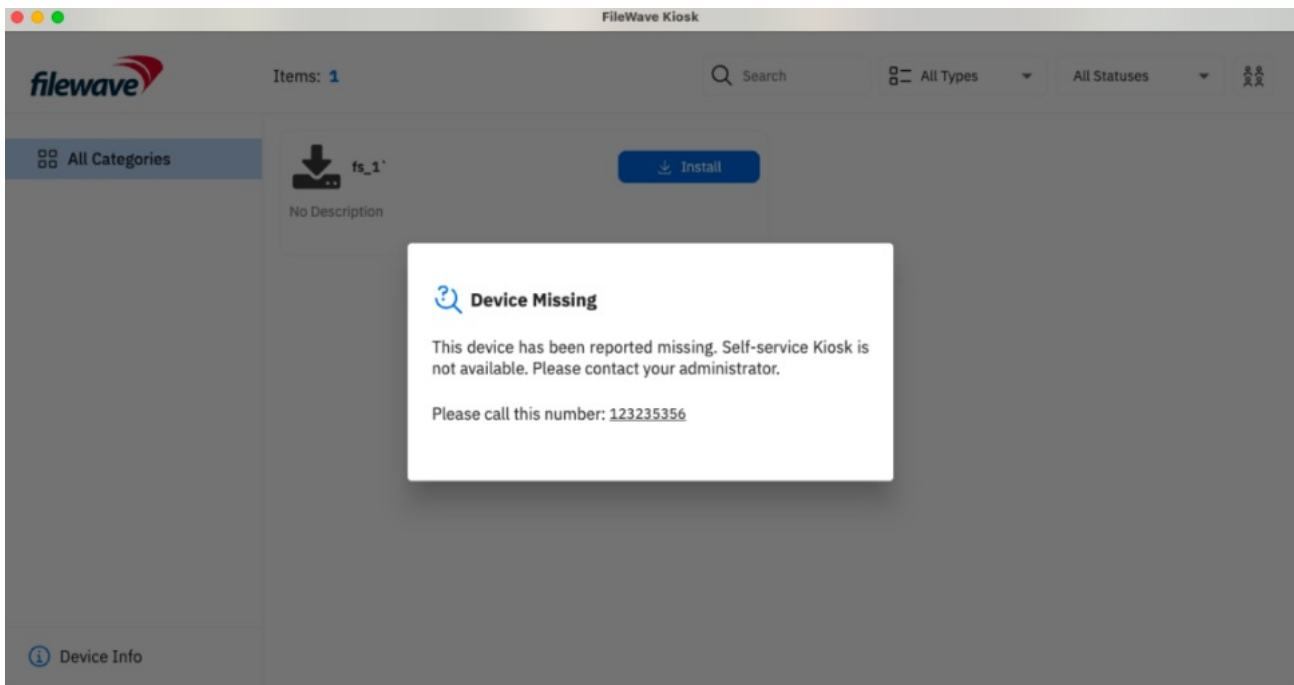 FileWave Kiosk
filewave
Items: 1
Search
All Types
All Statuses
All Categories
fs_1`
Install
No Description
Device Missing
This device has been reported missing. Self-service Kiosk is
not available. Please contact your administrator.
Please call this number: 123235356
Device Info